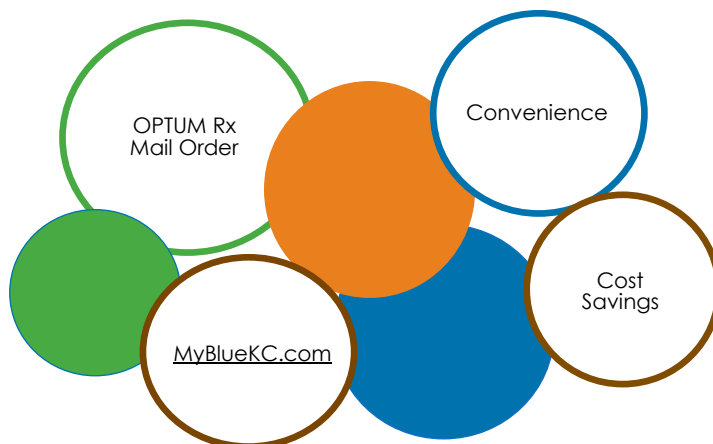 OPTUM Rx
Mail Order
Convenience
Cost
Savings
MyBlueKC.com